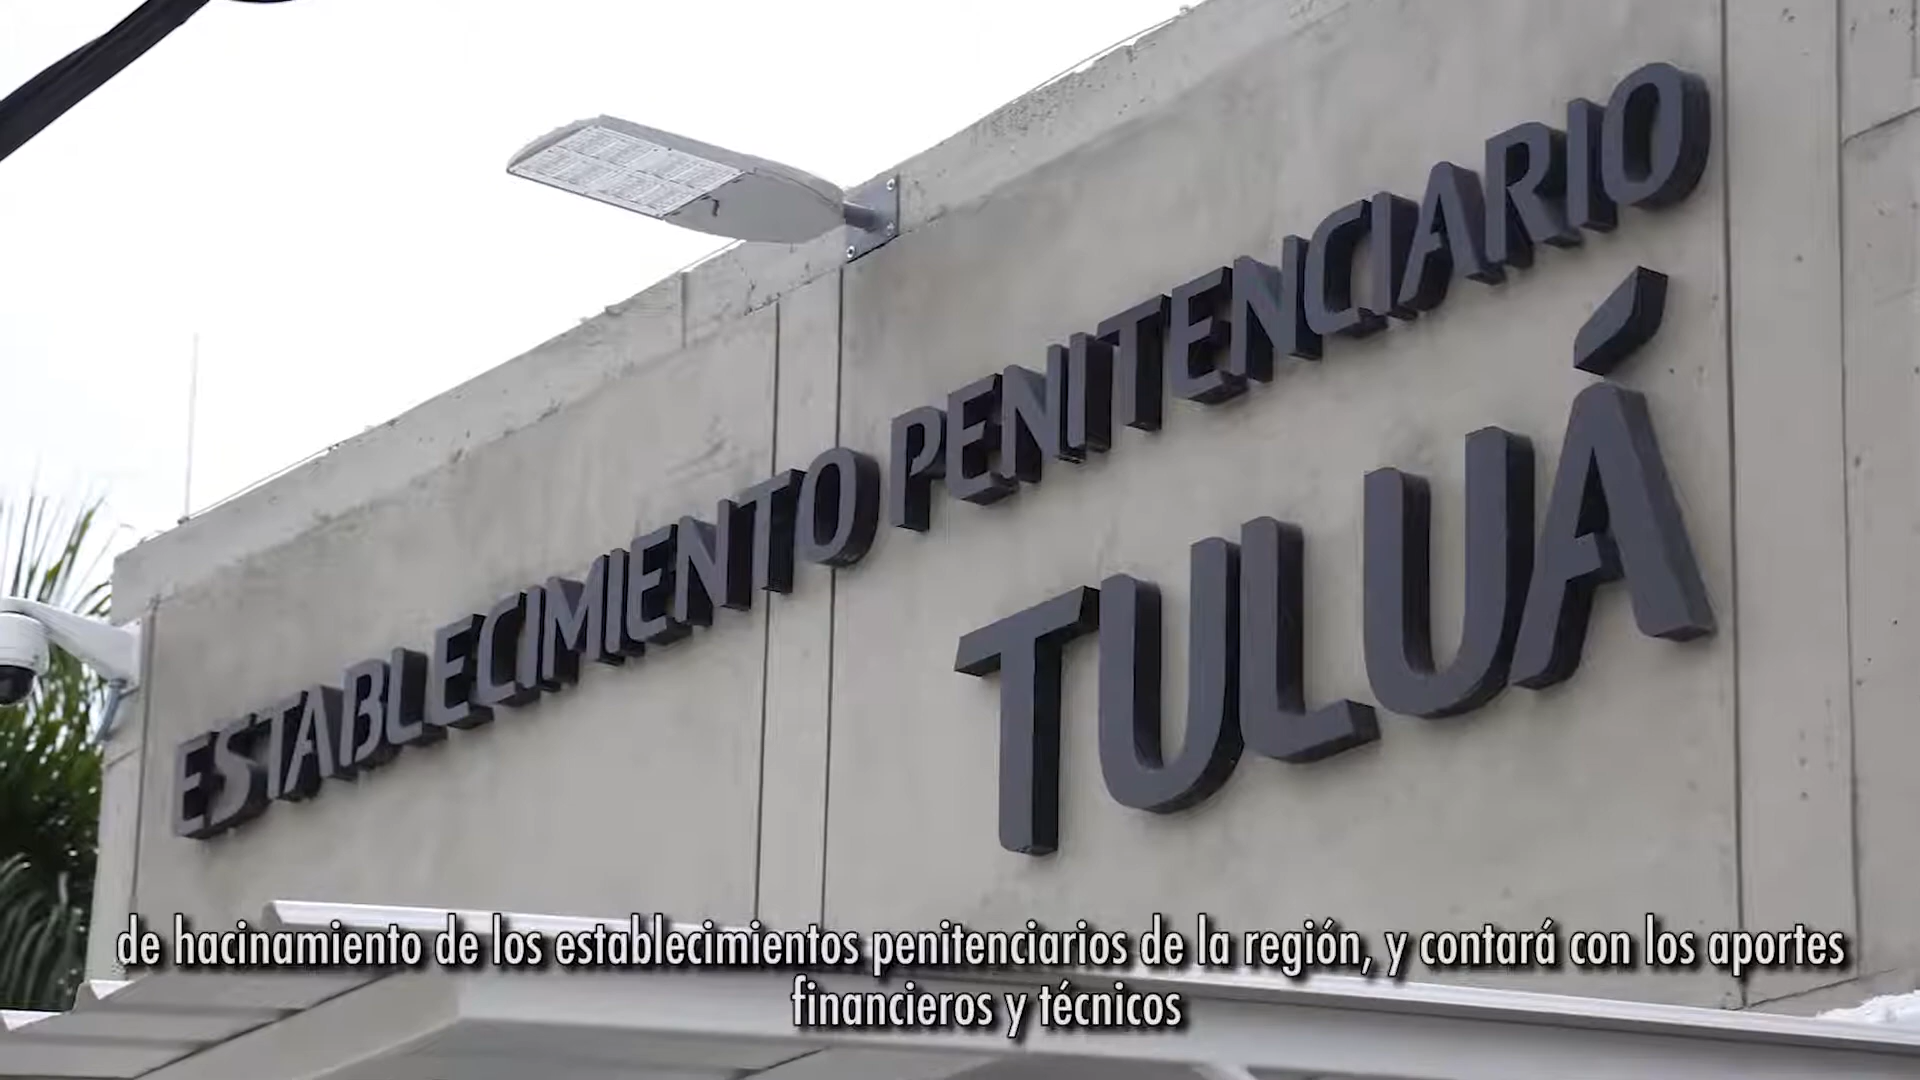 ESTABLECIMIENTO PENITENCIARIO
TULUÁ
de hacinamiento de los establecimientos penitenciarios de la región, y contará con los aportes
financieros y técnicos